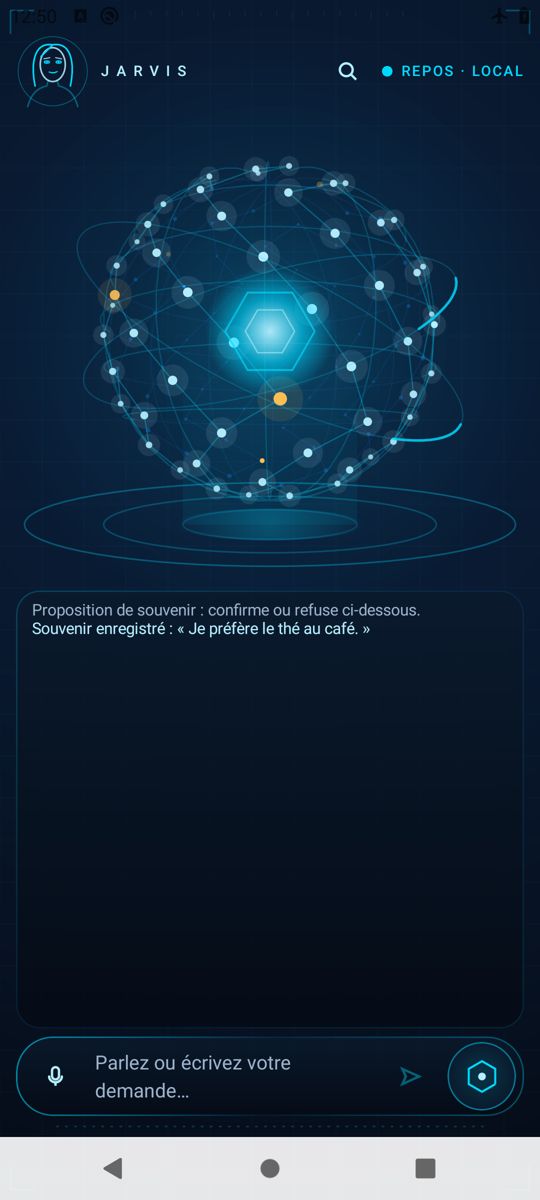 12:50
JARVIS
REPOS · LOCAL
Proposition de souvenir : confirme ou refuse ci-dessous.
Souvenir enregistré : « Je préfère le thé au café. »
Parlez ou écrivez votre
demande…